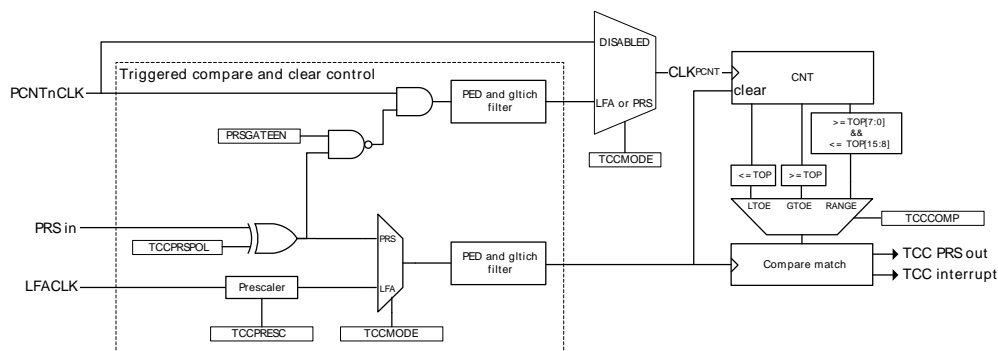 DISABLED
Triggered compare and clear control
PCNTnCLK
PED and gltich
filter
LFA or PRS
TCCMODE
CLKPCNT
CNT
clear
>=TOP[7:0]
&&
<= TOP[15:8]
PRSGATEEN
<=TOP
>=TOP
LTOE
GTOE
RANGE
TCCCOMP
PRS in
TCCPRSPOL
PRS
PED and gltich
filter
Compare match
TCC PRS out
TCC interrupt
LFACLK
Prescaler
LFA
TCCPRESC
TCCMODE